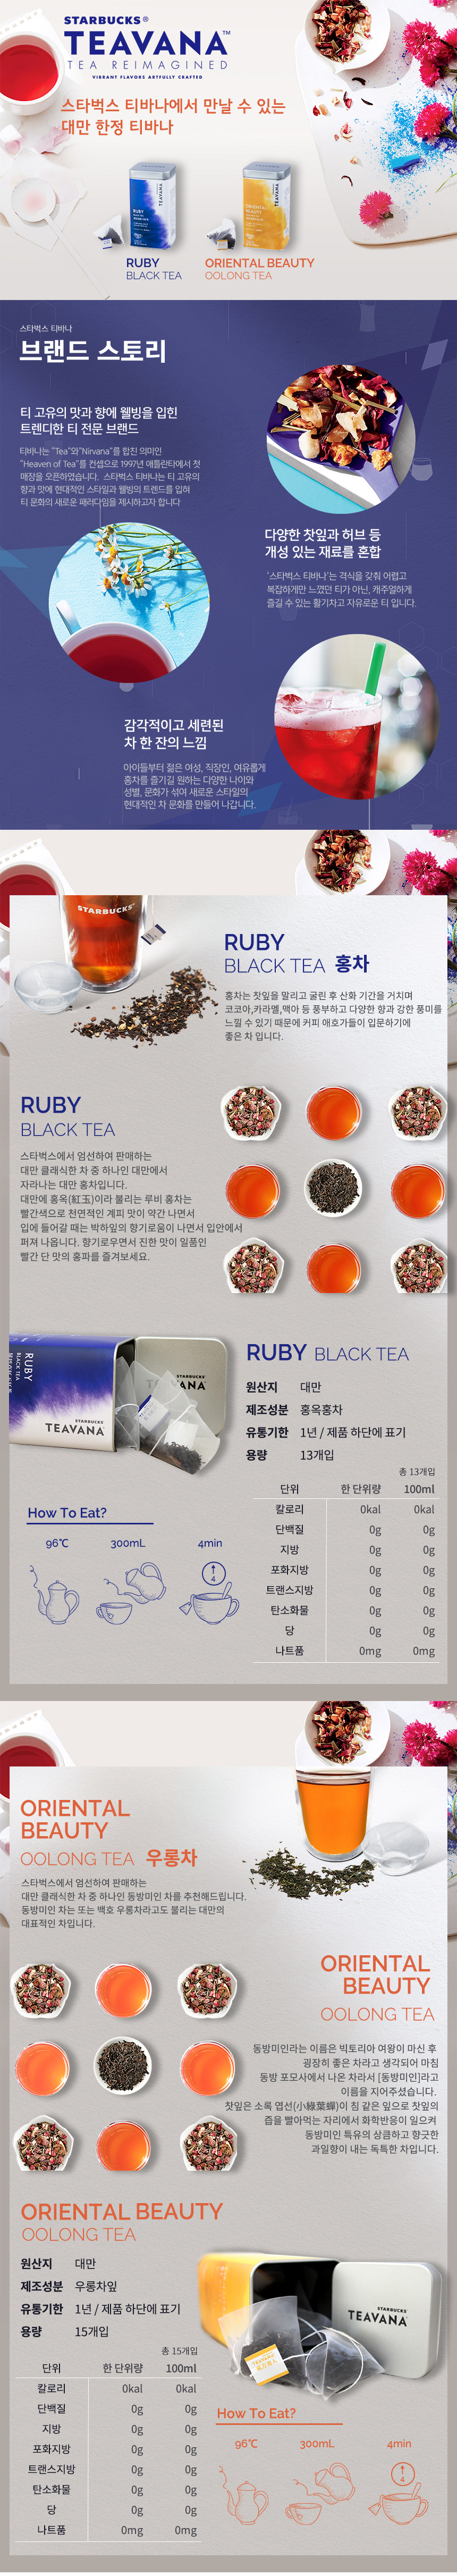 STARBUCKS®
TEAVANA™
TEA REIMAGINED
VIBRANT FLAVORS ARTFULLY CRAFTED
스타벅스 티바나에서 만날 수 있는
대만 한정 티바나
RUBY
BLACK TEA
ORIENTAL BEAUTY
OOLONG TEA
스타벅스 티바나
브랜드 스토리
티 고유의 맛과 향에 웰빙을 입힌
트렌디한 티 전문 브랜드
티바나는 "Tea"와"Nirvana"를 합친 의미인
"Heaven of Tea"를 컨셉으로 1997년 애틀란타에서 첫
매장을 오픈하였습니다. 스타벅스 티바나는 티 고유의
향과 맛에 현대적인 스타일과 웰빙의 트렌드를 입혀
티 문화의 새로운 패러다임을 제시하고자 합니다
다양한 찻잎과 허브 등
개성 있는 재료를 혼합
'스타벅스 티바나'는 격식을 갖춰 어렵고
복잡하게만 느꼈던 티가 아닌, 캐주얼하게
즐길 수 있는 활기차고 자유로운 티 입니다.
감각적이고 세련된
차 한 잔의 느낌
아이들부터 젊은 여성, 직장인, 여유롭게
홍차를 즐기길 원하는 다양한 나이와
성별, 문화가 섞여 새로운 스타일의
현대적인 차 문화를 만들어 나갑니다.
STARBUCKS
RUBY
BLACK TEA 홍차
홍차는 찻잎을 말리고 굴린 후 산화 기간을 거치며
코코아,카라멜,맥아 등 풍부하고 다양한 향과 강한 풍미를
느낄 수 있기 때문에 커피 애호가들이 입문하기에
좋은 차 입니다.
RUBY
BLACK TEA
스타벅스에서 엄선하여 판매하는
대만 클래식한 차 중 하나인 대만에서
자라나는 대만 홍차입니다.
대만에 홍옥(紅玉)이라 불리는 루비 홍차는
빨간색으로 천연적인 계피 맛이 약간 나면서
입에 들어갈 때는 박하잎의 향기로움이 나면서 입안에서
퍼져 나옵니다. 향기로우면서 진한 맛이 일품인
빨간 단 맛의 홍파를 즐겨보세요.
RUBY
BLACK TEA
STARBUCKS
TEAVANA
RUBY BLACK TEA
원산지 대만
제조성분 홍옥홍차
유통기한 1년 / 제품 하단에 표기
용량 13개입
총 13개입
단위 한 단위량 100ml
칼로리 0kal 0kal
단백질 0g 0g
지방 0g 0g
포화지방 0g 0g
트랜스지방 0g 0g
탄소화물 0g 0g
당 0g 0g
나트품 0mg 0mg
How To Eat?
96℃ 300mL 4min
4
ORIENTAL
BEAUTY
OOLONG TEA 우롱차
스타벅스에서 엄선하여 판매하는
대만 클래식한 차 중 하나인 동방미인 차를 추천해드립니다.
동방미인 차는 또는 백호 우롱차라고도 불리는 대만의
대표적인 차입니다.
ORIENTAL
BEAUTY
OOLONG TEA
동방미인라는 이름은 빅토리아 여왕이 마신 후
굉장히 좋은 차라고 생각되어 마침
동방 포모사에서 나온 차라서 [동방미인]라고
이름을 지어주셨습니다.
찻잎은 소록 엽선(小綠葉蟬)이 침 같은 잎으로 찻잎의
즙을 빨아먹는 자리에서 화학반응이 일으켜
동방미인 특유의 상큼하고 향긋한
과일향이 내는 독특한 차입니다.
ORIENTAL BEAUTY
OOLONG TEA
원산지 대만
제조성분 우롱차잎
유통기한 1년 / 제품 하단에 표기
용량 15개입
총 15개입
단위 한 단위량 100ml
칼로리 0kal 0kal
단백질 0g 0g
지방 0g 0g
포화지방 0g 0g
트랜스지방 0g 0g
탄소화물 0g 0g
당 0g 0g
나트품 0mg 0mg
STARBUCKS
TEAVANA
How To Eat?
96℃ 300mL 4min
4